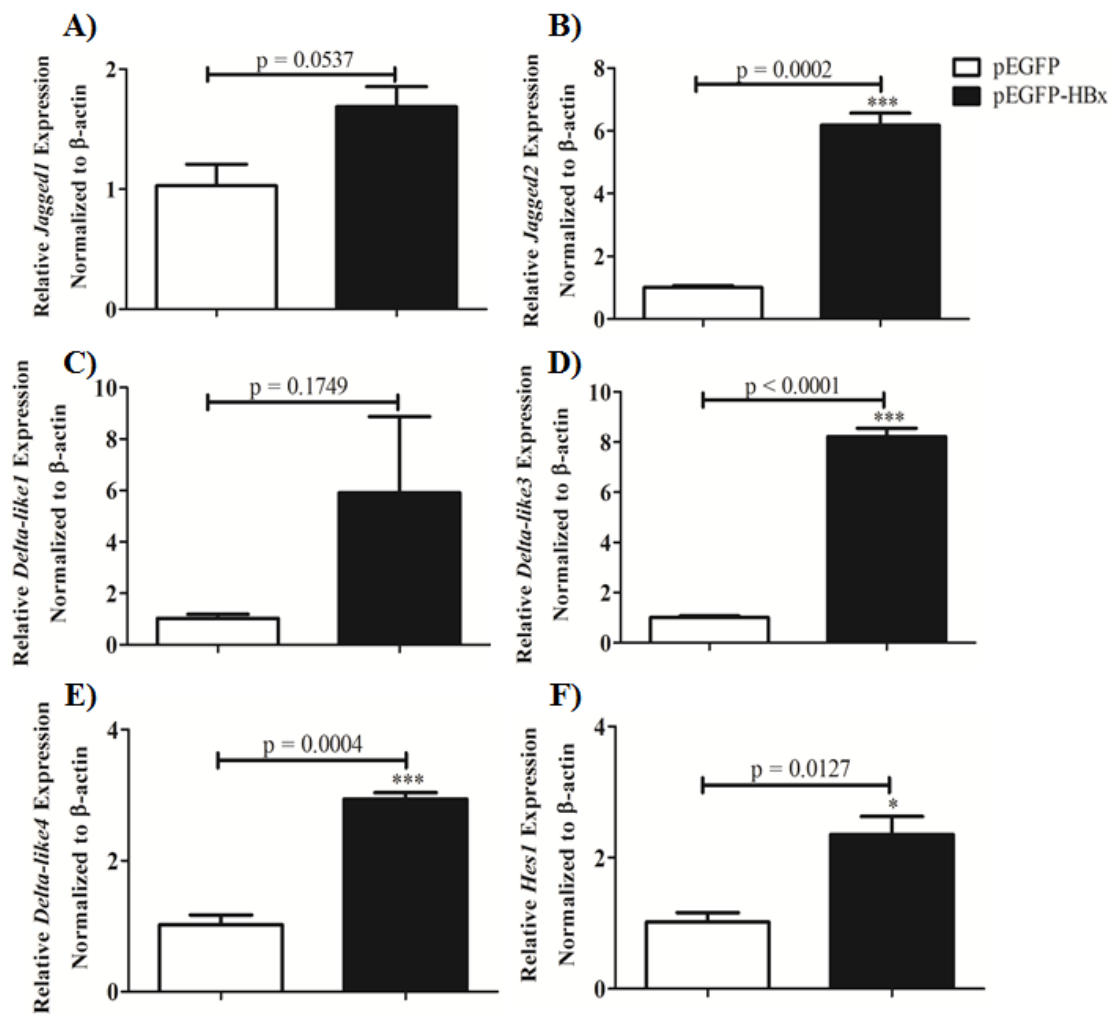 A)
p = 0.0537
2
1
0
Relative Jagged1 Expression
Normalized to β-actin
B)
p = 0.0002
***
8
6
4
2
0
Relative Jagged2 Expression
Normalized to β-actin
pEGFP
pEGFP-HBx
C)
p = 0.1749
10
8
6
4
2
0
Relative Delta-like1 Expression
Normalized to β-actin
D)
p < 0.0001
***
10
8
6
4
2
0
Relative Delta-like3 Expression
Normalized to β-actin
E)
p = 0.0004
***
4
2
0
Relative Delta-like4 Expression
Normalized to β-actin
F)
p = 0.0127
*
4
2
0
Relative Hes1 Expression
Normalized to β-actin